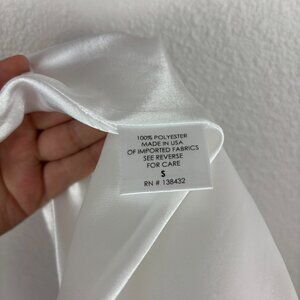 100% POLYESTER
MADE IN USA
OF IMPORTED FABRICS
SEE REVERSE
FOR CARE
S
RN # 138432